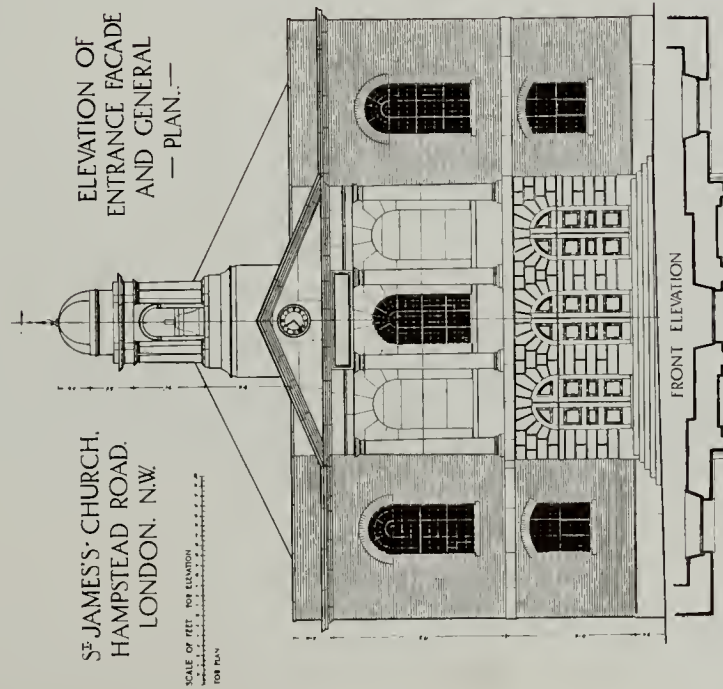 ST JAMES'S · CHURCH,
HAMPSTEAD ROAD.
LONDON. N.W.
SCALE OF FEET FOR ELEVATION
FOR PLAN
ELEVATION OF
ENTRANCE FACADE
AND GENERAL
— PLAN.—
FRONT ELEVATION